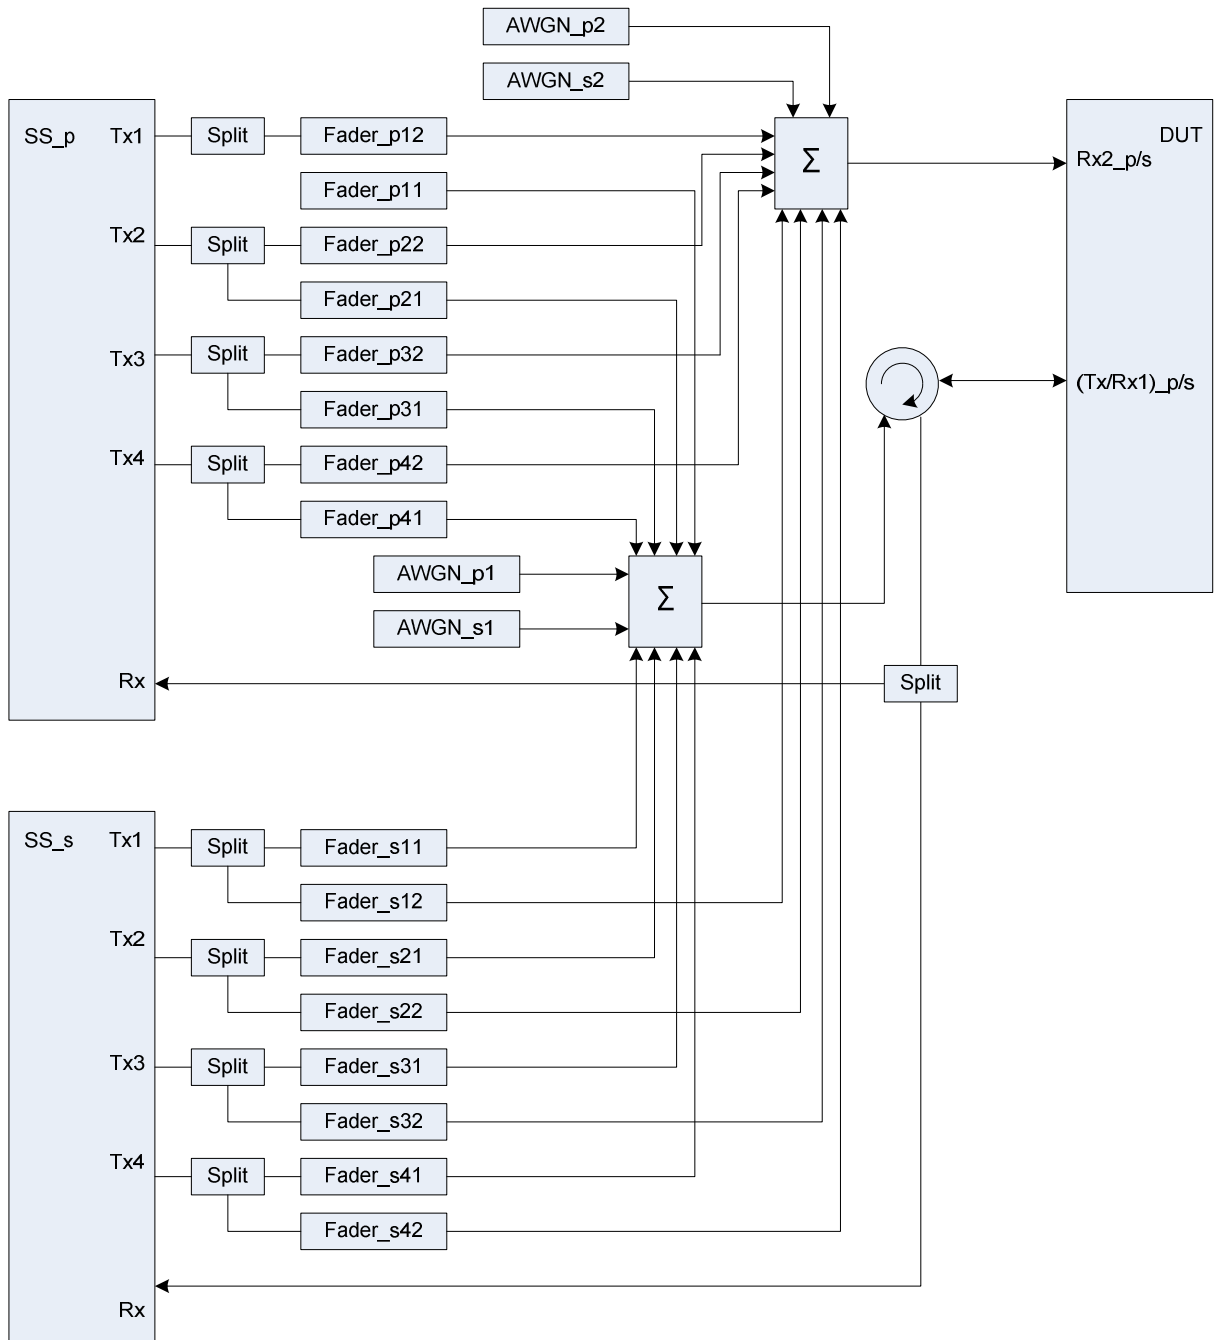 AWGN_p2
AWGN_s2
SS_p
Tx1
Split
Fader_p12
Σ
DUT
Rx2_p/s
Fader_p11
Tx2
Split
Fader_p22
Fader_p21
Tx3
Split
Fader_p32
(Tx/Rx1)_p/s
Fader_p31
Tx4
Split
Fader_p42
Fader_p41
AWGN_p1
Σ
AWGN_s1
Rx
Split
SS_s
Tx1
Split
Fader_s11
Fader_s12
Tx2
Split
Fader_s21
Fader_s22
Tx3
Split
Fader_s31
Fader_s32
Tx4
Split
Fader_s41
Fader_s42
Rx